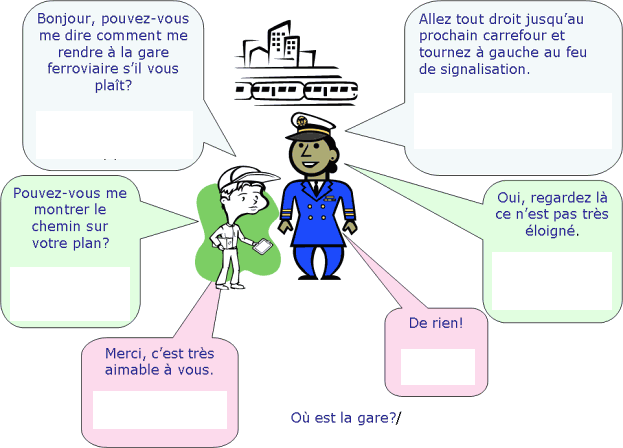 Bonjour, pouvez-vous
me dire comment me
rendre à la gare
ferroviaire s’il vous
plaît?
Allez tout droit jusqu’au
prochain carrefour et
tournez à gauche au feu
de signalisation.
Pouvez-vous me
montrer le
chemin sur
votre plan?
Oui, regardez là
ce n’est pas très
éloigné.
Merci, c’est très
aimable à vous.
De rien!
Où est la gare?/